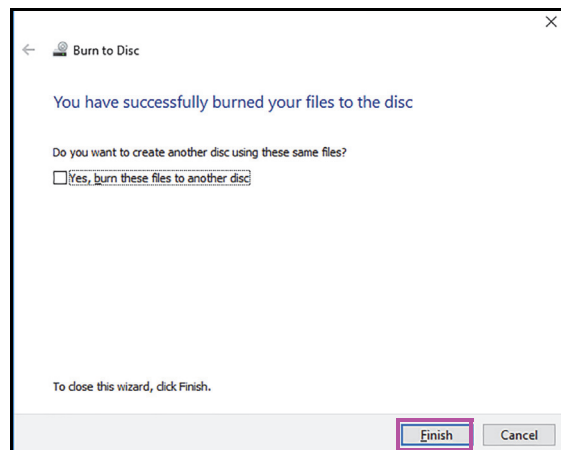 Burn to Disc
You have successfully burned your files to the disc
Do you want to create another disc using these same files?
Yes, burn these files to another disc
To close this wizard, click Finish.
Finish Cancel